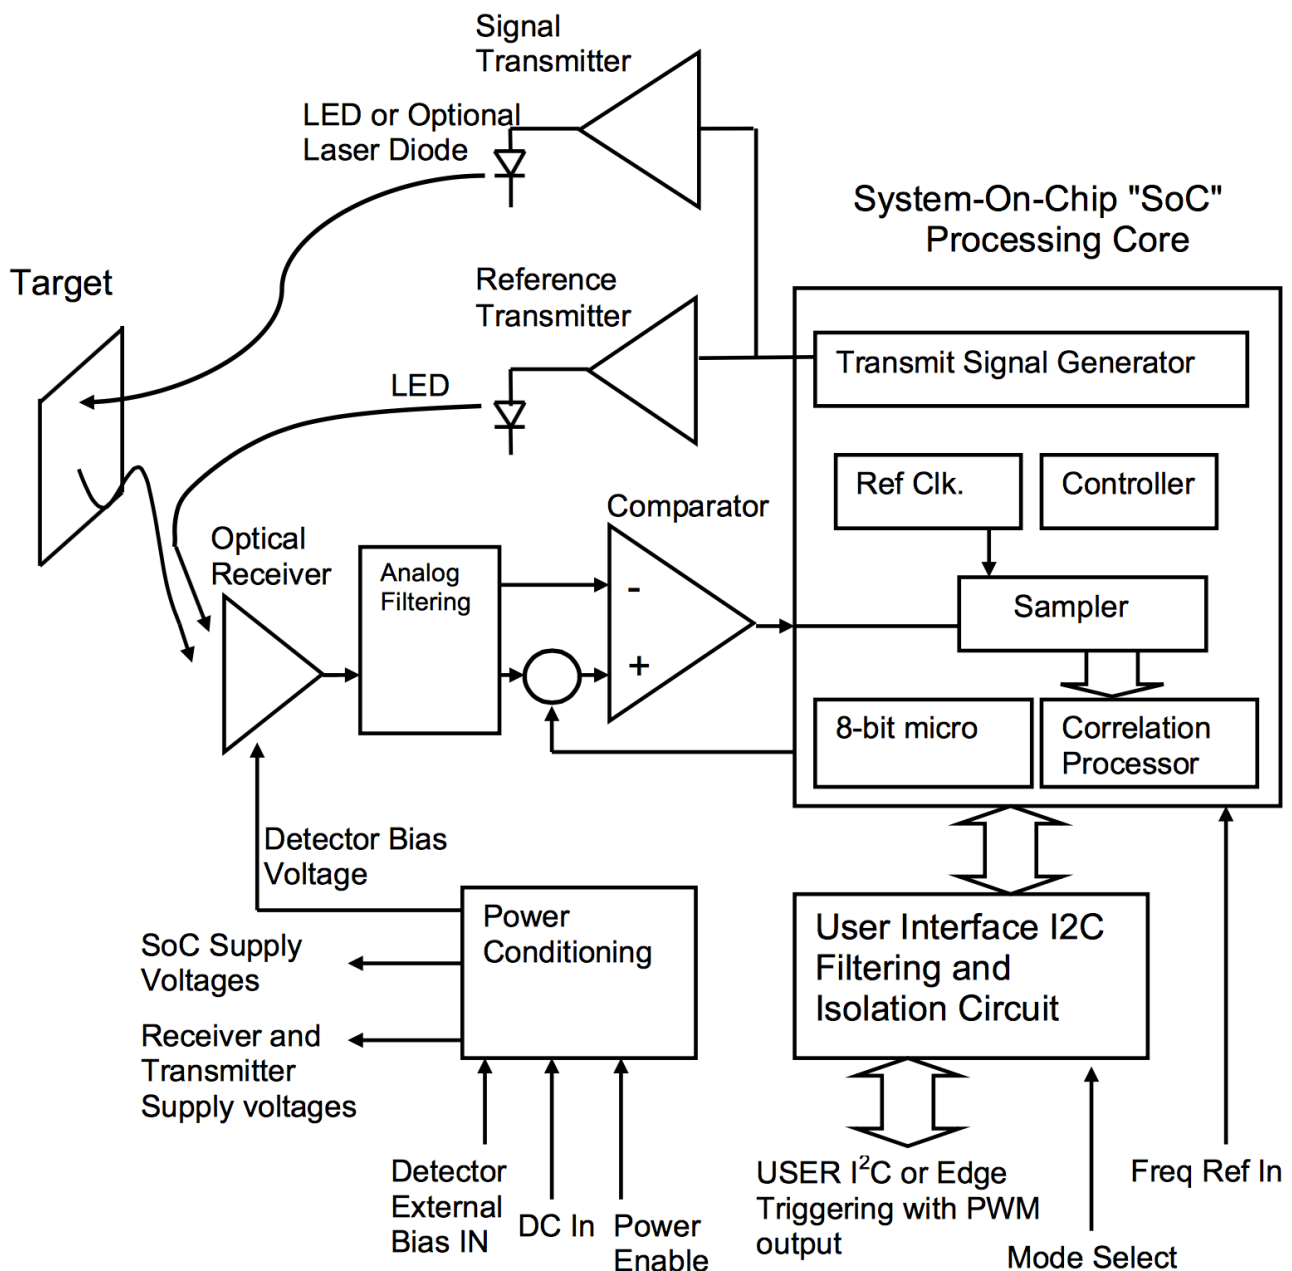 Signal
Transmitter
LED or Optional
Laser Diode
System-On-Chip "SoC"
Processing Core
Target
Reference
Transmitter
Transmit Signal Generator
LED
Ref Clk.
Controller
Comparator
Optical
Receiver
Analog
Filtering
-
+
Sampler
8-bit micro
Correlation
Processor
Detector Bias
Voltage
Power
Conditioning
SoC Supply
Voltages
Receiver and
Transmitter
Supply voltages
User Interface I2C
Filtering and
Isolation Circuit
Detector
External
Bias IN
DC In
Power
Enable
USER I²C or Edge
Triggering with PWM
output
Mode Select
Freq Ref In